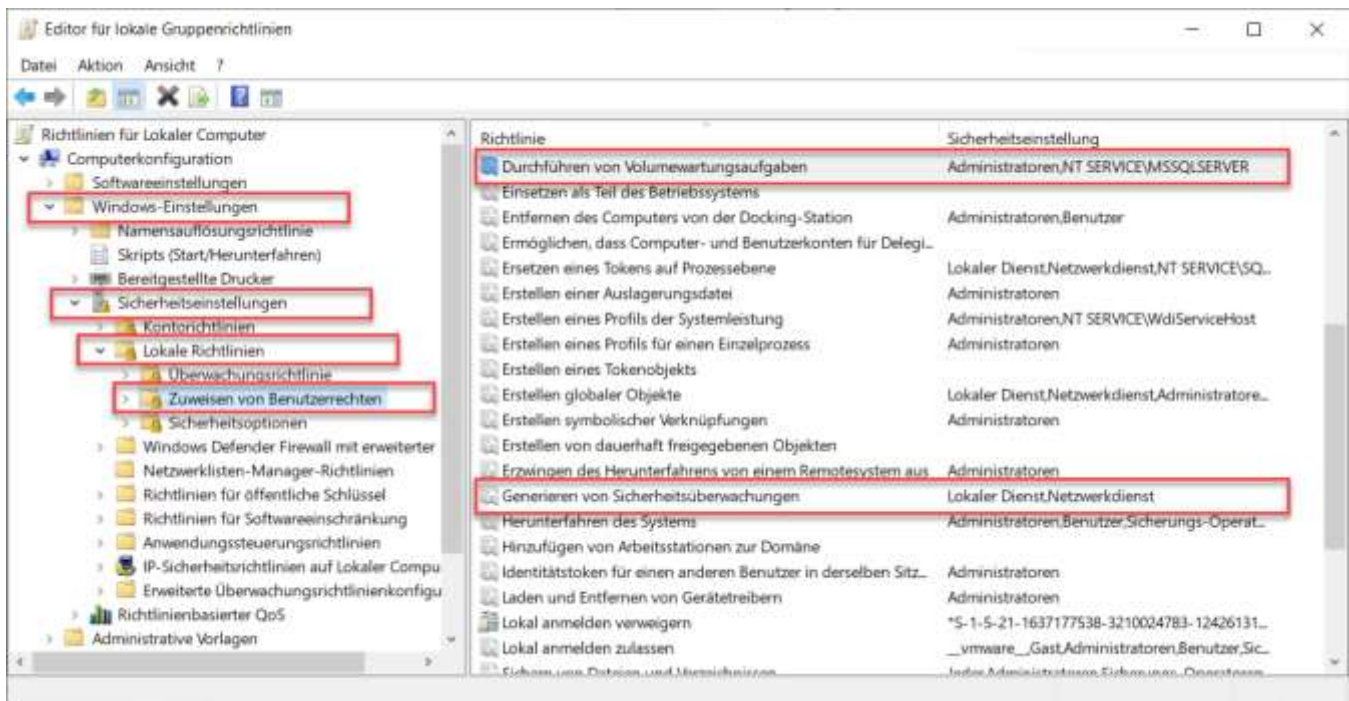 Editor für lokale Gruppenrichtlinien
Datei Aktion Ansicht ?
Richtlinien für Lokaler Computer
Computerkonfiguration
Softwareeinstellungen
Windows-Einstellungen
Namensauflösungsrichtlinie
Skripts (Start/Herunterfahren)
Bereitgestellte Drucker
Sicherheitseinstellungen
Kontorichtlinien
Lokale Richtlinien
Überwachungsrichtlinie
Zuweisen von Benutzerrechten
Sicherheitsoptionen
Windows Defender Firewall mit erweiterter
Netzwerklisten-Manager-Richtlinien
Richtlinien für öffentliche Schlüssel
Richtlinien für Softwareeinschränkung
Anwendungssteuerungsrichtlinien
IP-Sicherheitsrichtlinien auf Lokaler Compu
Erweiterte Überwachungsrichtlinienkonfigu
Richtlinienbasierter QoS
Administrative Vorlagen
Richtlinie Sicherheitseinstellung
Durchführen von Volumewartungsaufgaben Administratoren,NT SERVICE\MSSQLSERVER
Einsetzen als Teil des Betriebssystems
Entfernen des Computers von der Docking-Station Administratoren,Benutzer
Ermöglichen, dass Computer- und Benutzerkonten für Delegi...
Ersetzen eines Tokens auf Prozessebene Lokaler Dienst,Netzwerkdienst,NT SERVICE\SQ...
Erstellen einer Auslagerungsdatei Administratoren
Erstellen eines Profils der Systemleistung Administratoren,NT SERVICE\WdiServiceHost
Erstellen eines Profils für einen Einzelprozess Administratoren
Erstellen eines Tokenobjekts
Erstellen globaler Objekte Lokaler Dienst,Netzwerkdienst,Administratore...
Erstellen symbolischer Verknüpfungen Administratoren
Erstellen von dauerhaft freigegebenen Objekten
Erzwingen des Herunterfahrens von einem Remotesystem aus Administratoren
Generieren von Sicherheitsüberwachungen Lokaler Dienst,Netzwerkdienst
Herunterfahren des Systems Administratoren,Benutzer,Sicherungs-Operat...
Hinzufügen von Arbeitsstationen zur Domäne
Identitätstoken für einen anderen Benutzer in derselben Sitz... Administratoren
Laden und Entfernen von Gerätetreibern Administratoren
Lokal anmelden verweigern *S-1-5-21-1637177538-3210024783-12426131...
Lokal anmelden zulassen __vmware__,Gast,Administratoren,Benutzer,Sic...
Sichern von Dateien und Verzeichnissen